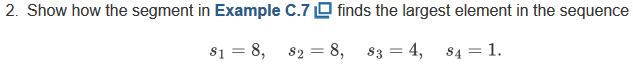 2. Show how the segment in Example C.7 finds the largest element in the sequence
s₁ = 8, s₂ = 8, s₃ = 4, s₄ = 1.